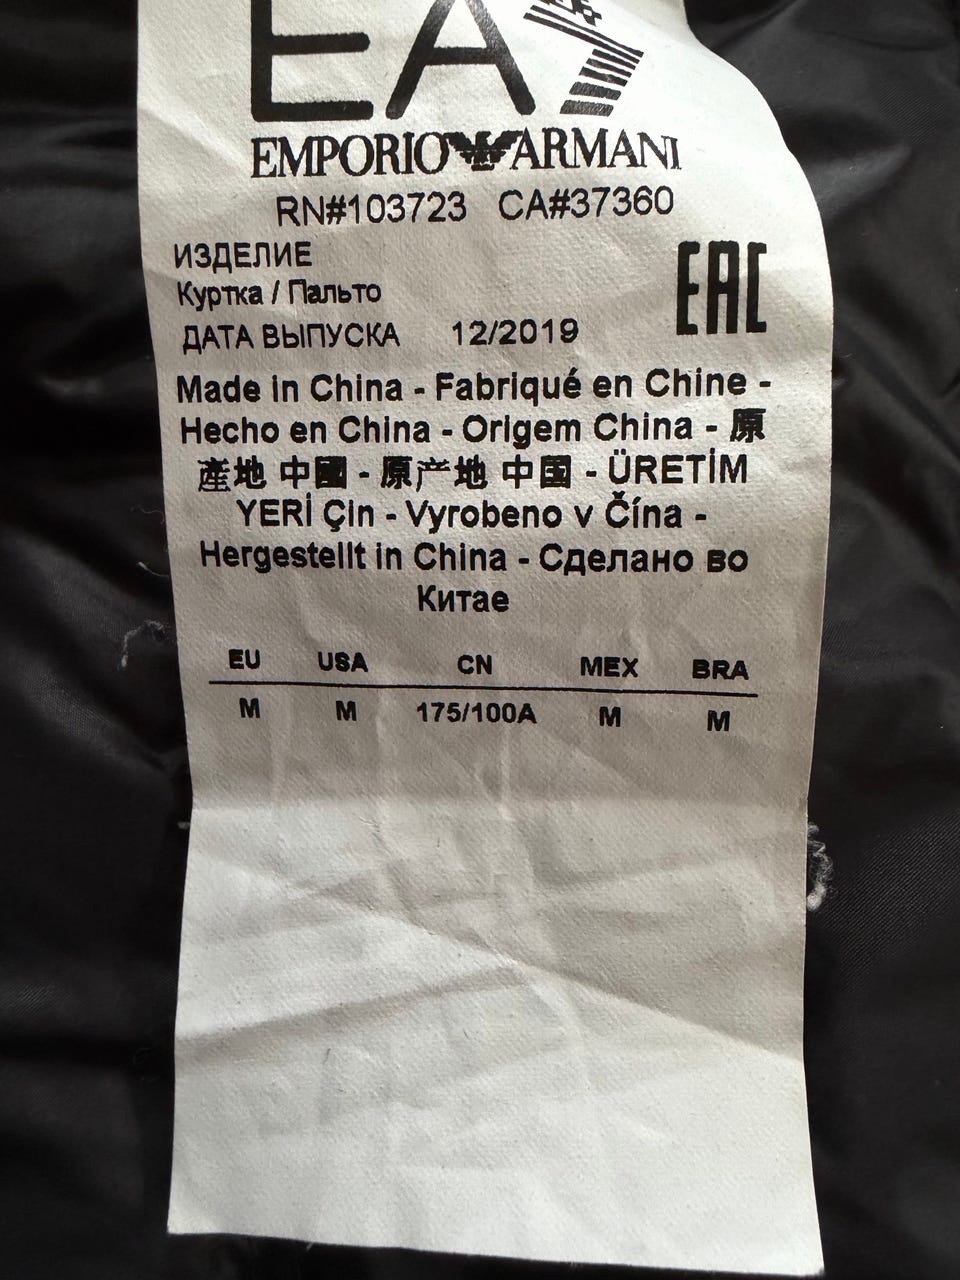 EA7
EMPORIO ARMANI
RN#103723 CA#37360
ИЗДЕЛИЕ
Куртка / Пальто
EAC
ДАТА ВЫПУСКА 12/2019
Made in China - Fabriqué en Chine -
Hecho en China - Origem China - 原
産地 中國 - 原产地 中国 - ÜRETİM
YERİ Çin - Vyrobeno v Čína -
Hergestellt in China - Сделано во
Китае
EU USA CN MEX BRA
M M 175/100A M M